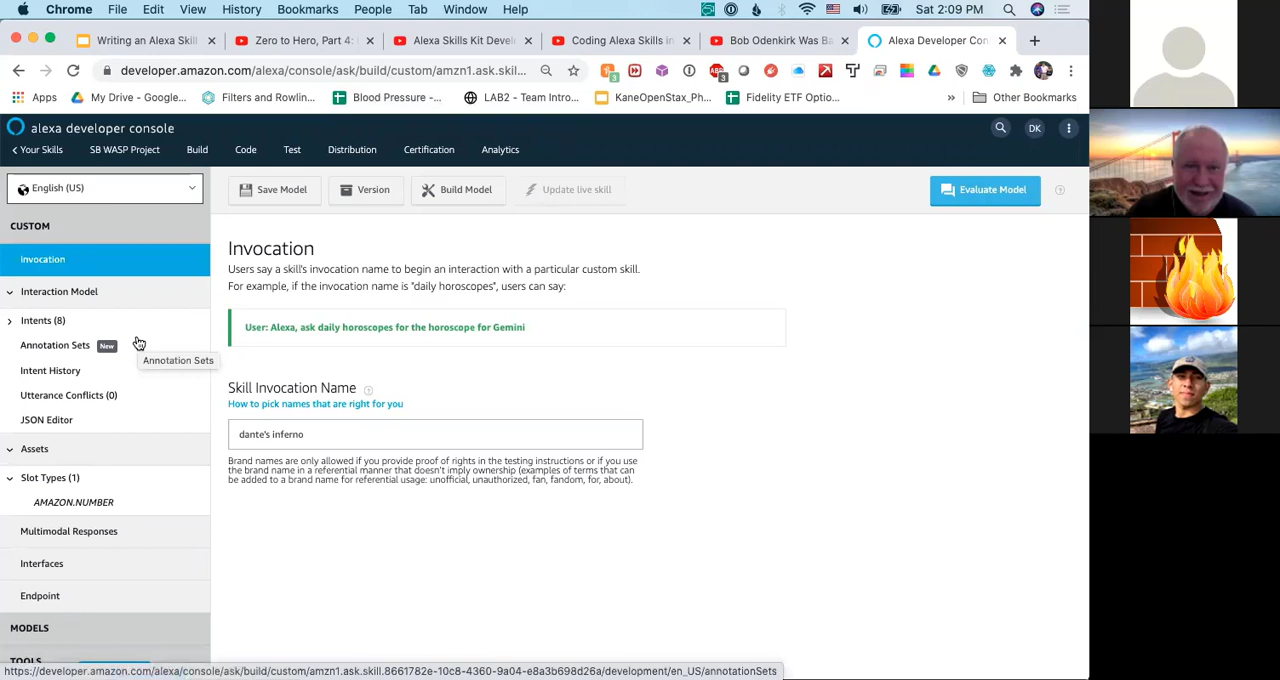 Chrome File Edit View History Bookmarks People Tab Window Help Sat 2:09 PM
Writing an Alexa Skill Zero to Hero, Part 4: Alexa Skills Kit Devel Coding Alexa Skills in Bob Odenkirk Was Ba Alexa Developer Con
developer.amazon.com/alexa/console/ask/build/custom/amzn1.ask.skill...
Apps My Drive - Google... Filters and Rowlin... Blood Pressure -... LAB2 - Team Intro... KaneOpenStax_Ph... Fidelity ETF Optio... » Other Bookmarks
alexa developer console DK
Your Skills SB WASP Project Build Code Test Distribution Certification Analytics
English (US) Save Model Version Build Model Update live skill Evaluate Model
CUSTOM
Invocation
Interaction Model
Intents (8)
Annotation Sets New
Annotation Sets
Intent History
Utterance Conflicts (0)
JSON Editor
Assets
Slot Types (1)
AMAZON.NUMBER
Multimodal Responses
Interfaces
Endpoint
MODELS
TOOLS
Invocation
Users say a skill's invocation name to begin an interaction with a particular custom skill.
For example, if the invocation name is "daily horoscopes", users can say:
User: Alexa, ask daily horoscopes for the horoscope for Gemini
Skill Invocation Name
How to pick names that are right for you
dante's inferno
Brand names are only allowed if you provide proof of rights in the testing instructions or if you use
the brand name in a referential manner that doesn't imply ownership (examples of terms that can
be added to a brand name for referential usage: unofficial, unauthorized, fan, fandom, for, about).
https://developer.amazon.com/alexa/console/ask/build/custom/amzn1.ask.skill.8661782e-10c8-4360-9a04-e8a3b698d26a/development/en_US/annotationSets